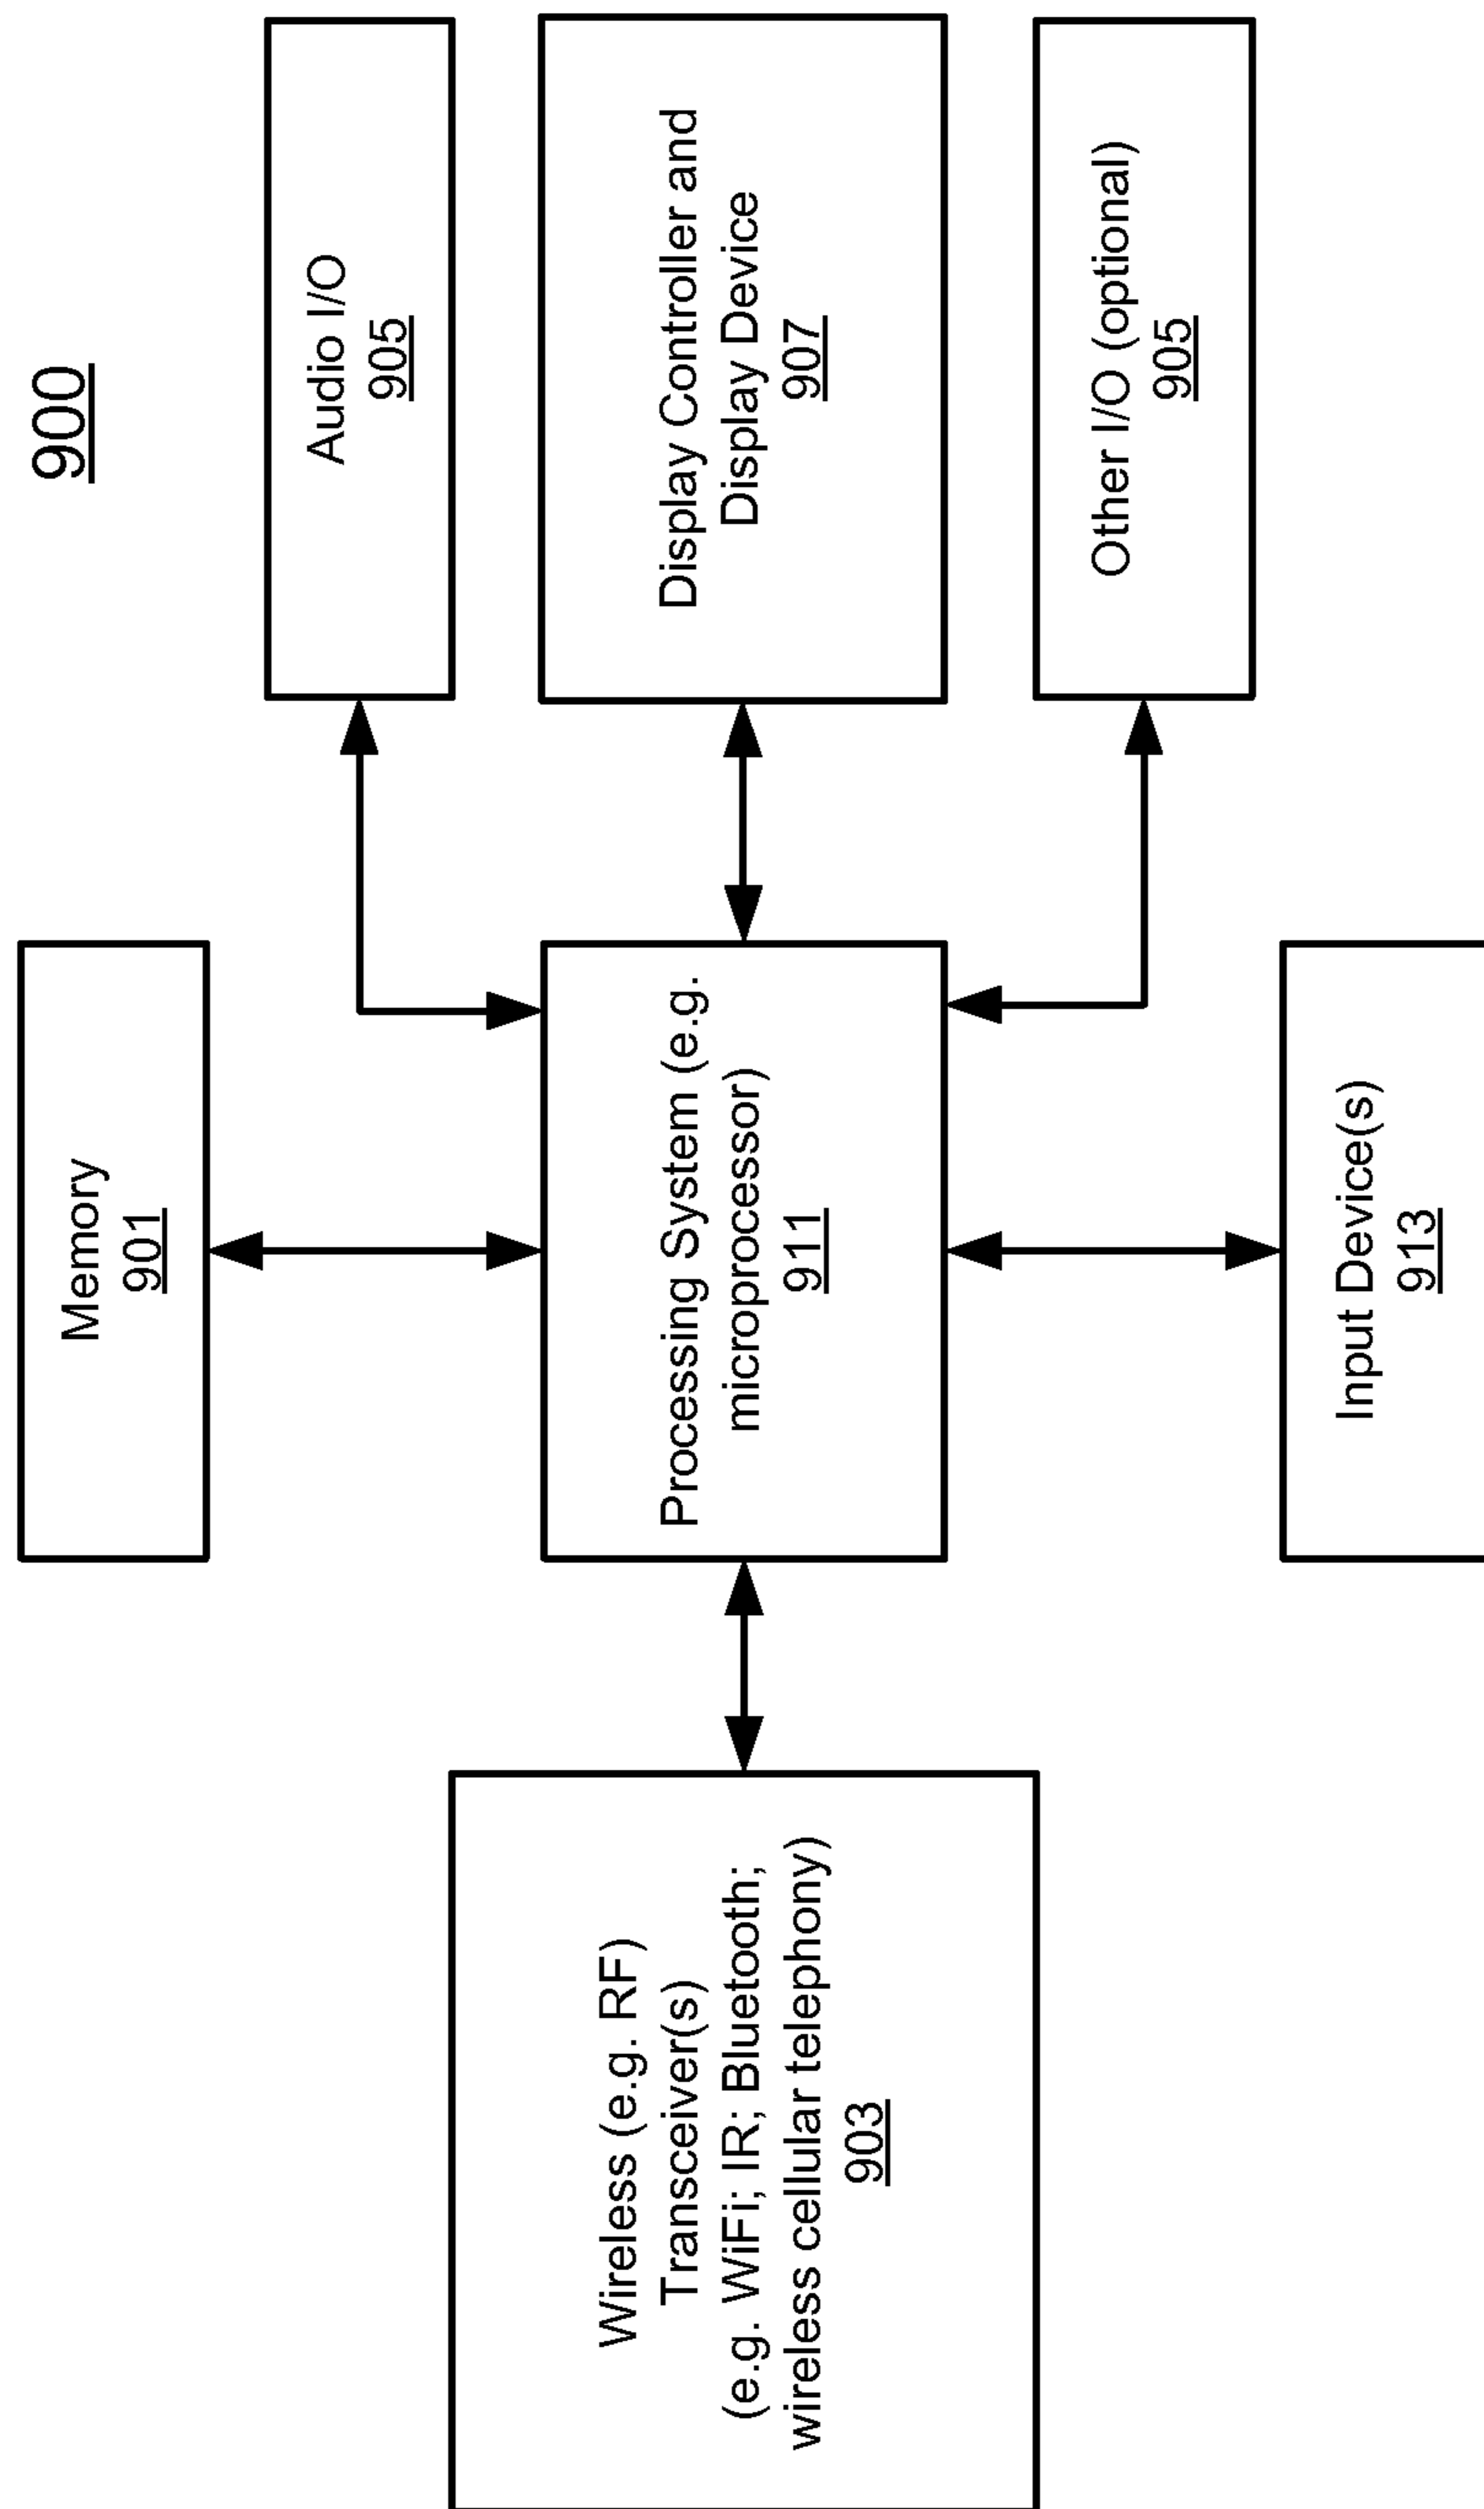 900
Memory
901
Audio I/O
905
Wireless (e.g. RF)
Transceiver(s)
(e.g. WiFi; IR; Bluetooth;
wireless cellular telephony)
903
Processing System (e.g.
microprocessor)
911
Display Controller and
Display Device
907
Other I/O (optional)
905
Input Device(s)
913